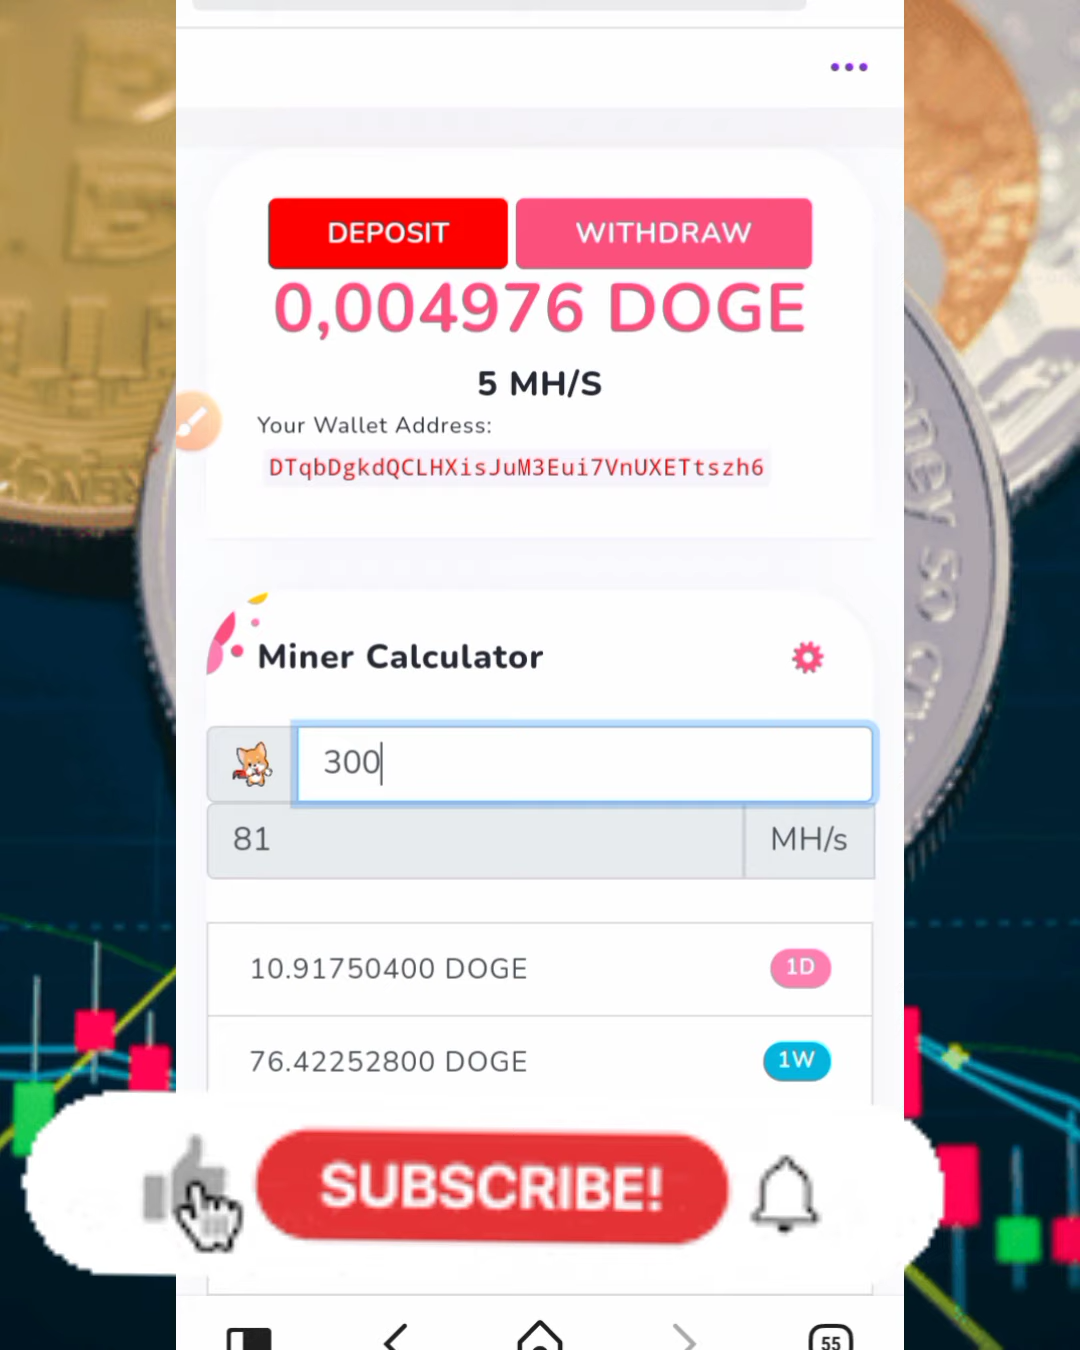 DEPOSIT WITHDRAW
0,004976 DOGE
5 MH/S
Your Wallet Address:
DTqbDgkdQCLHXisJuM3Eui7VnUXETtszh6
Miner Calculator
300
81 MH/s
10.91750400 DOGE 1D
76.42252800 DOGE 1W
SUBSCRIBE!
55